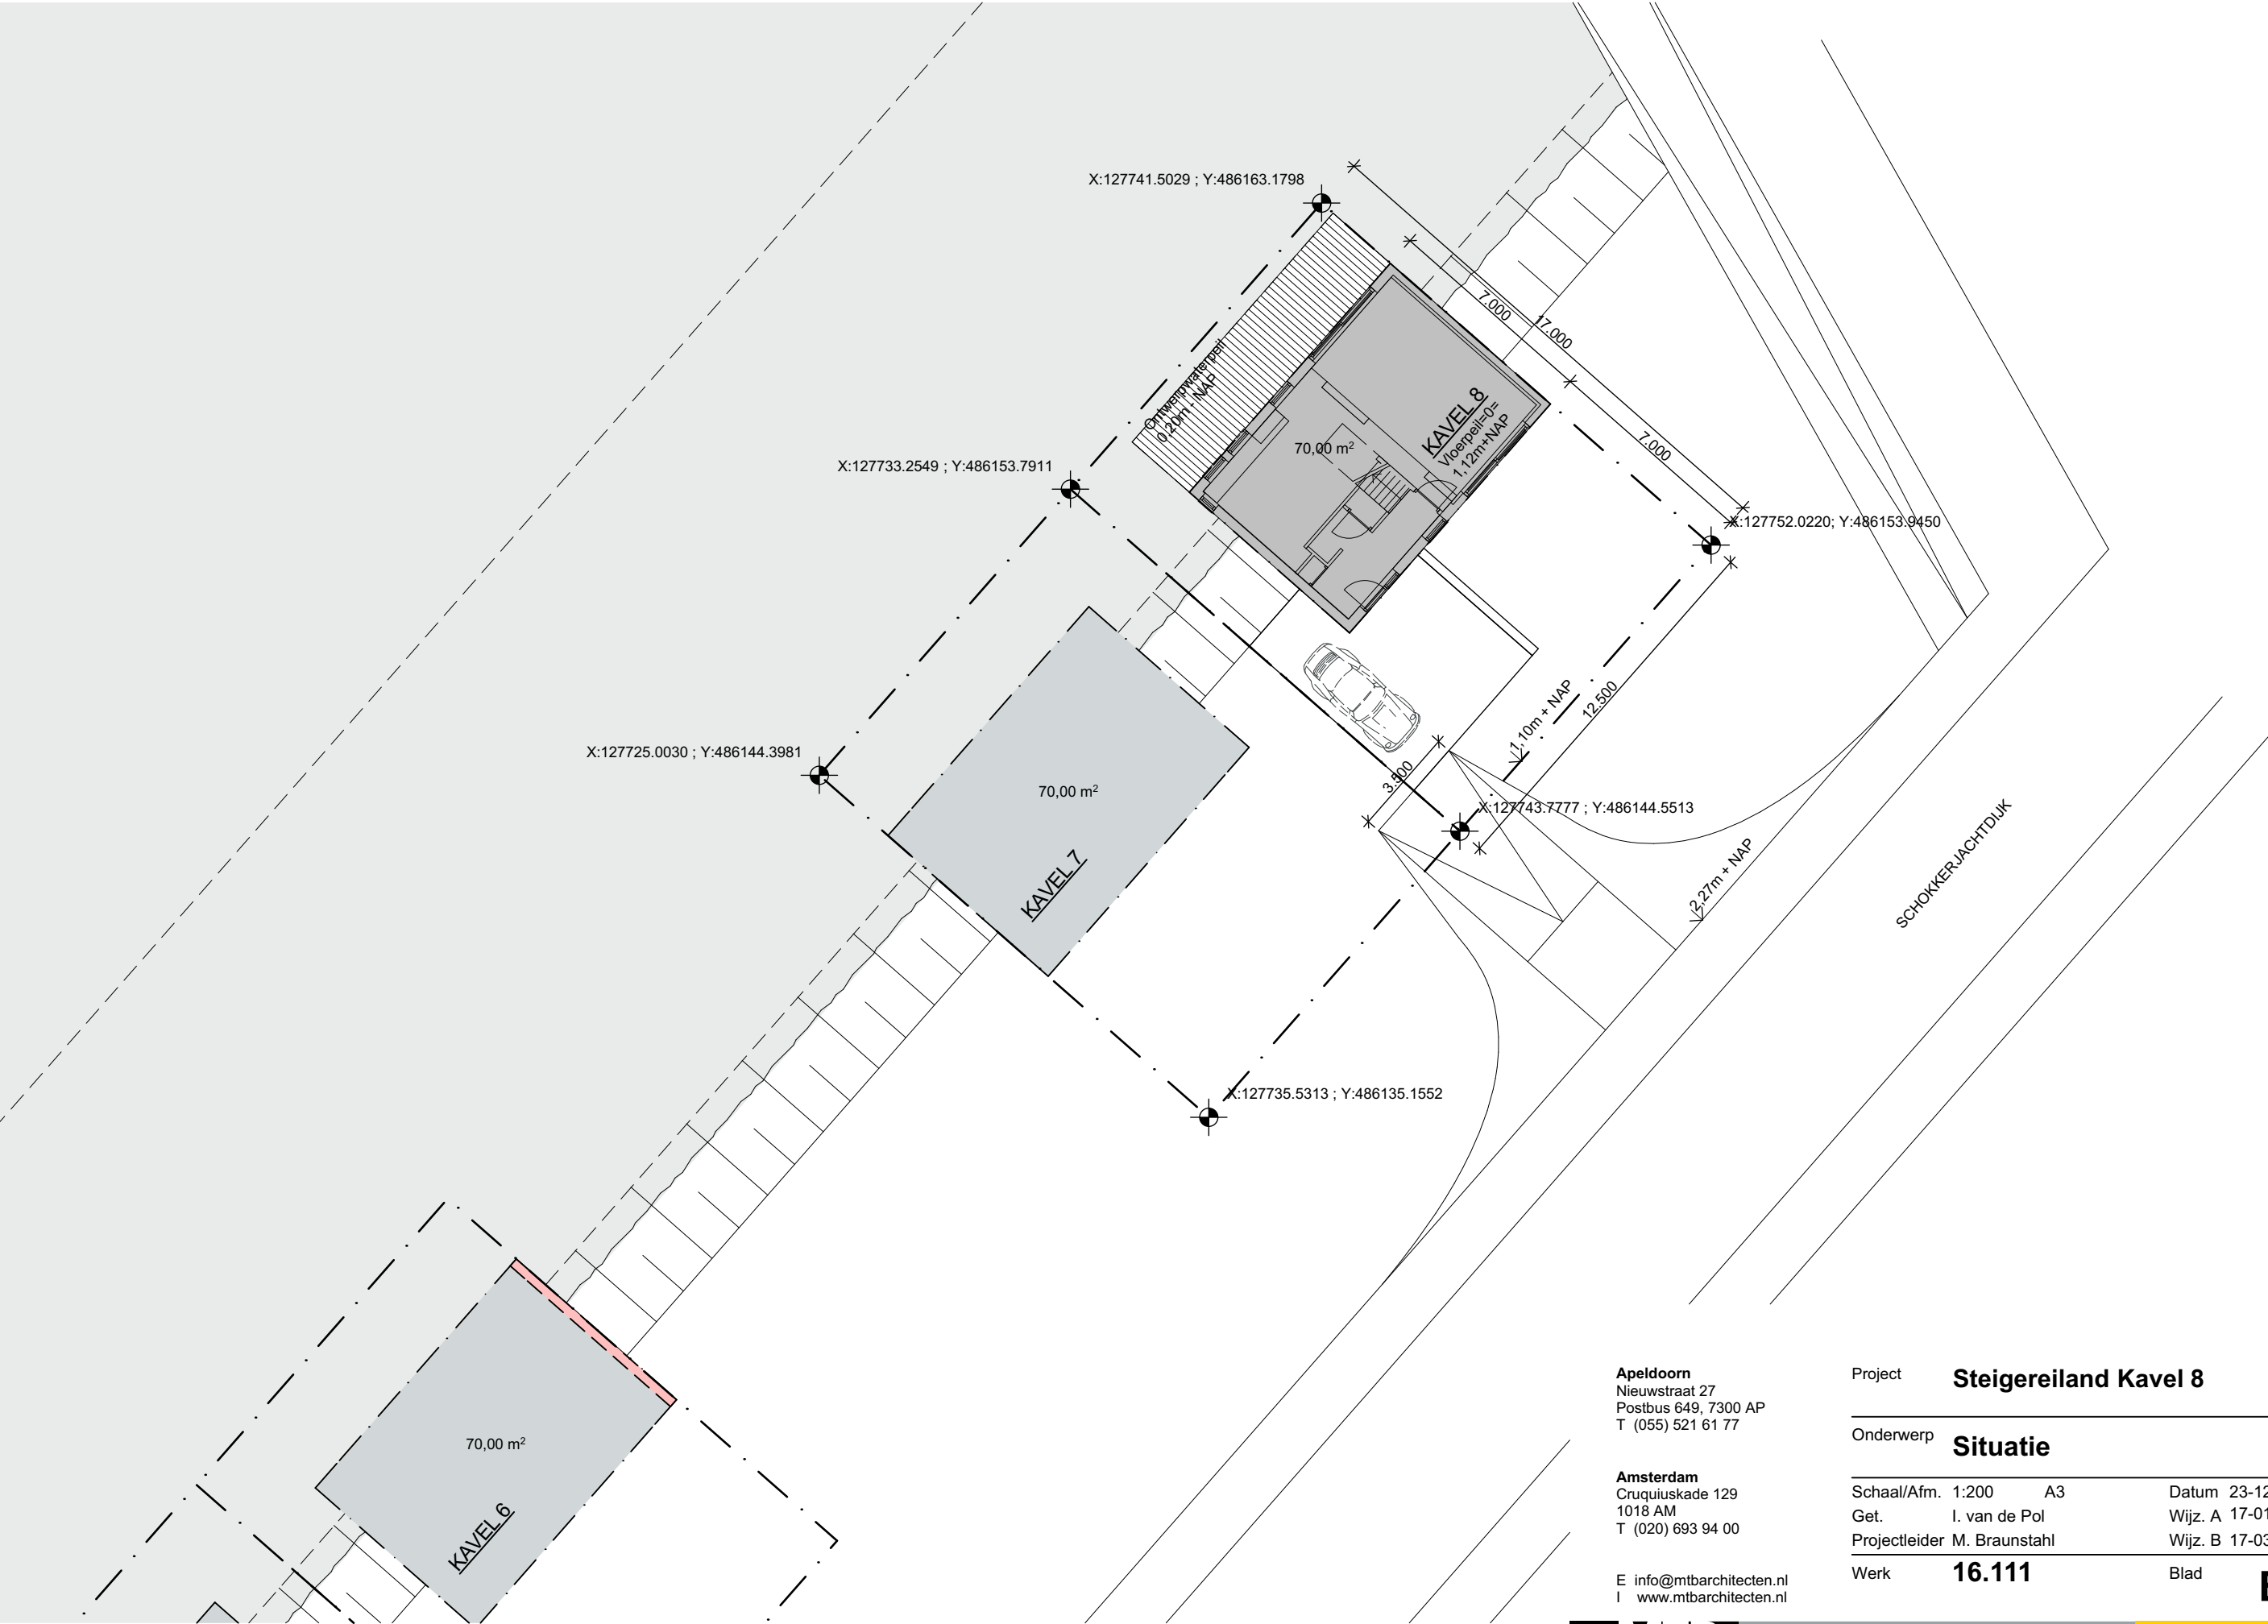 X:127741.5029 ; Y:486163.1798
7.000
17.000
Ontwerpwaterpeil
0,20m - NAP
KAVEL 8
Vloerpeil=0=
1,12m+NAP
70,00 m²
7.000
X:127733.2549 ; Y:486153.7911
X:127752.0220; Y:486153.9450
1,10m + NAP
12.500
X:127725.0030 ; Y:486144.3981
70,00 m²
3.500
X:127743.7777 ; Y:486144.5513
KAVEL 7
2,27m + NAP
SCHOKKERJACHTDIJK
X:127735.5313 ; Y:486135.1552
70,00 m²
KAVEL 6
Apeldoorn
Nieuwstraat 27
Postbus 649, 7300 AP
T (055) 521 61 77
Amsterdam
Cruquiuskade 129
1018 AM
T (020) 693 94 00
E info@mtbarchitecten.nl
I www.mtbarchitecten.nl
Project Steigereiland Kavel 8
Onderwerp Situatie
Schaal/Afm. 1:200 A3 Datum 23-12
Get. I. van de Pol Wijz. A 17-01
Projectleider M. Braunstahl Wijz. B 17-03
Werk 16.111 Blad